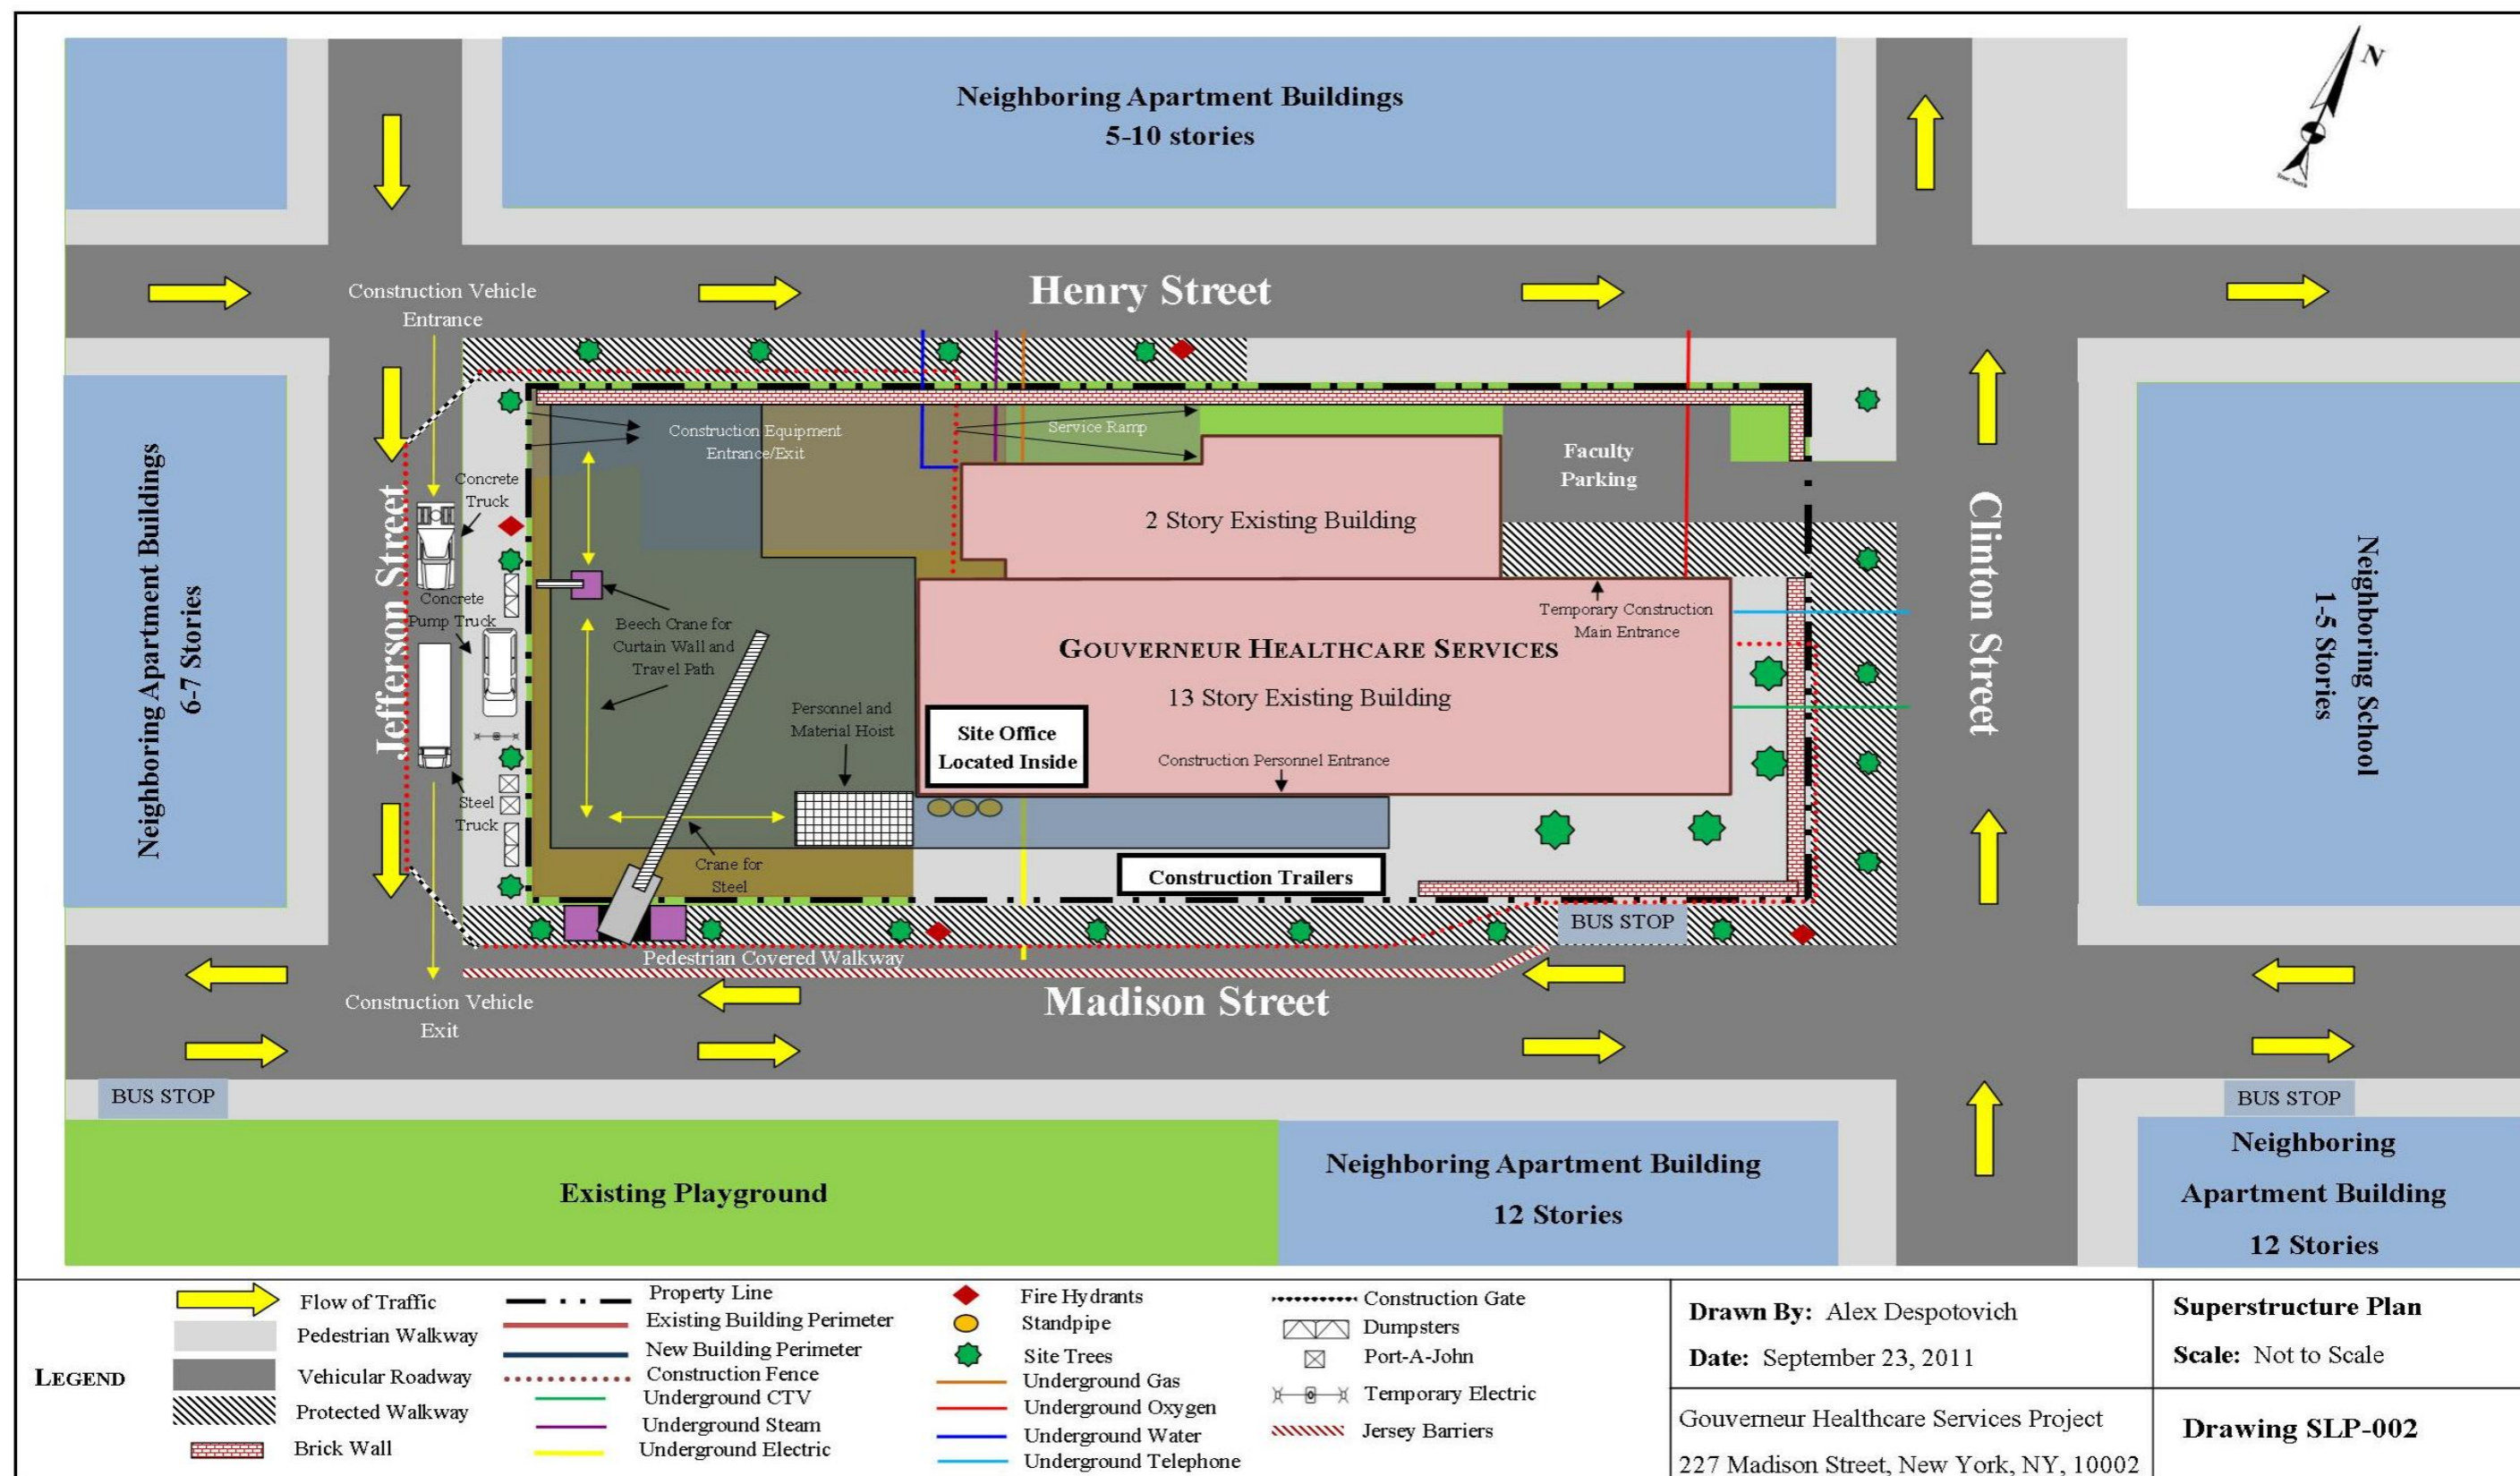 Neighboring Apartment Buildings
5-10 stories
N
Henry Street
Construction Vehicle
Entrance
Construction Equipment
Entrance/Exit
Service Ramp
Faculty
Parking
Neighboring Apartment Buildings
6-7 Stories
Jefferson Street
Concrete
Truck
Concrete
Pump Truck
Steel
Truck
2 Story Existing Building
Beech Crane for
Curtain Wall and
Travel Path
Temporary Construction
Main Entrance
GOUVERNEUR HEALTHCARE SERVICES
13 Story Existing Building
Personnel and
Material Hoist
Site Office
Located Inside
Construction Personnel Entrance
Crane for
Steel
Construction Trailers
Clinton Street
Neighboring School
1-5 Stories
BUS STOP
Pedestrian Covered Walkway
Construction Vehicle
Exit
Madison Street
BUS STOP
BUS STOP
Existing Playground
Neighboring Apartment Building
12 Stories
Neighboring
Apartment Building
12 Stories
LEGEND
Flow of Traffic
Pedestrian Walkway
Vehicular Roadway
Protected Walkway
Brick Wall
Property Line
Existing Building Perimeter
New Building Perimeter
Construction Fence
Underground CTV
Underground Steam
Underground Electric
Fire Hydrants
Standpipe
Site Trees
Underground Gas
Underground Oxygen
Underground Water
Underground Telephone
Construction Gate
Dumpsters
Port-A-John
Temporary Electric
Jersey Barriers
Drawn By: Alex Despotovich
Date: September 23, 2011
Gouverneur Healthcare Services Project
227 Madison Street, New York, NY, 10002
Superstructure Plan
Scale: Not to Scale
Drawing SLP-002